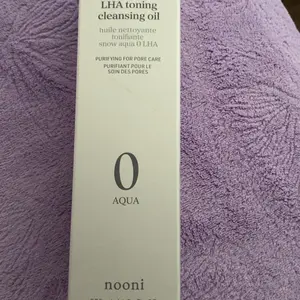 LHA toning
cleansing oil
huile nettoyante
tonifiante
snow aqua 0 LHA
PURIFYING FOR PORE CARE
PURIFIANT POUR LE
SOIN DES PORES
0
AQUA
nooni